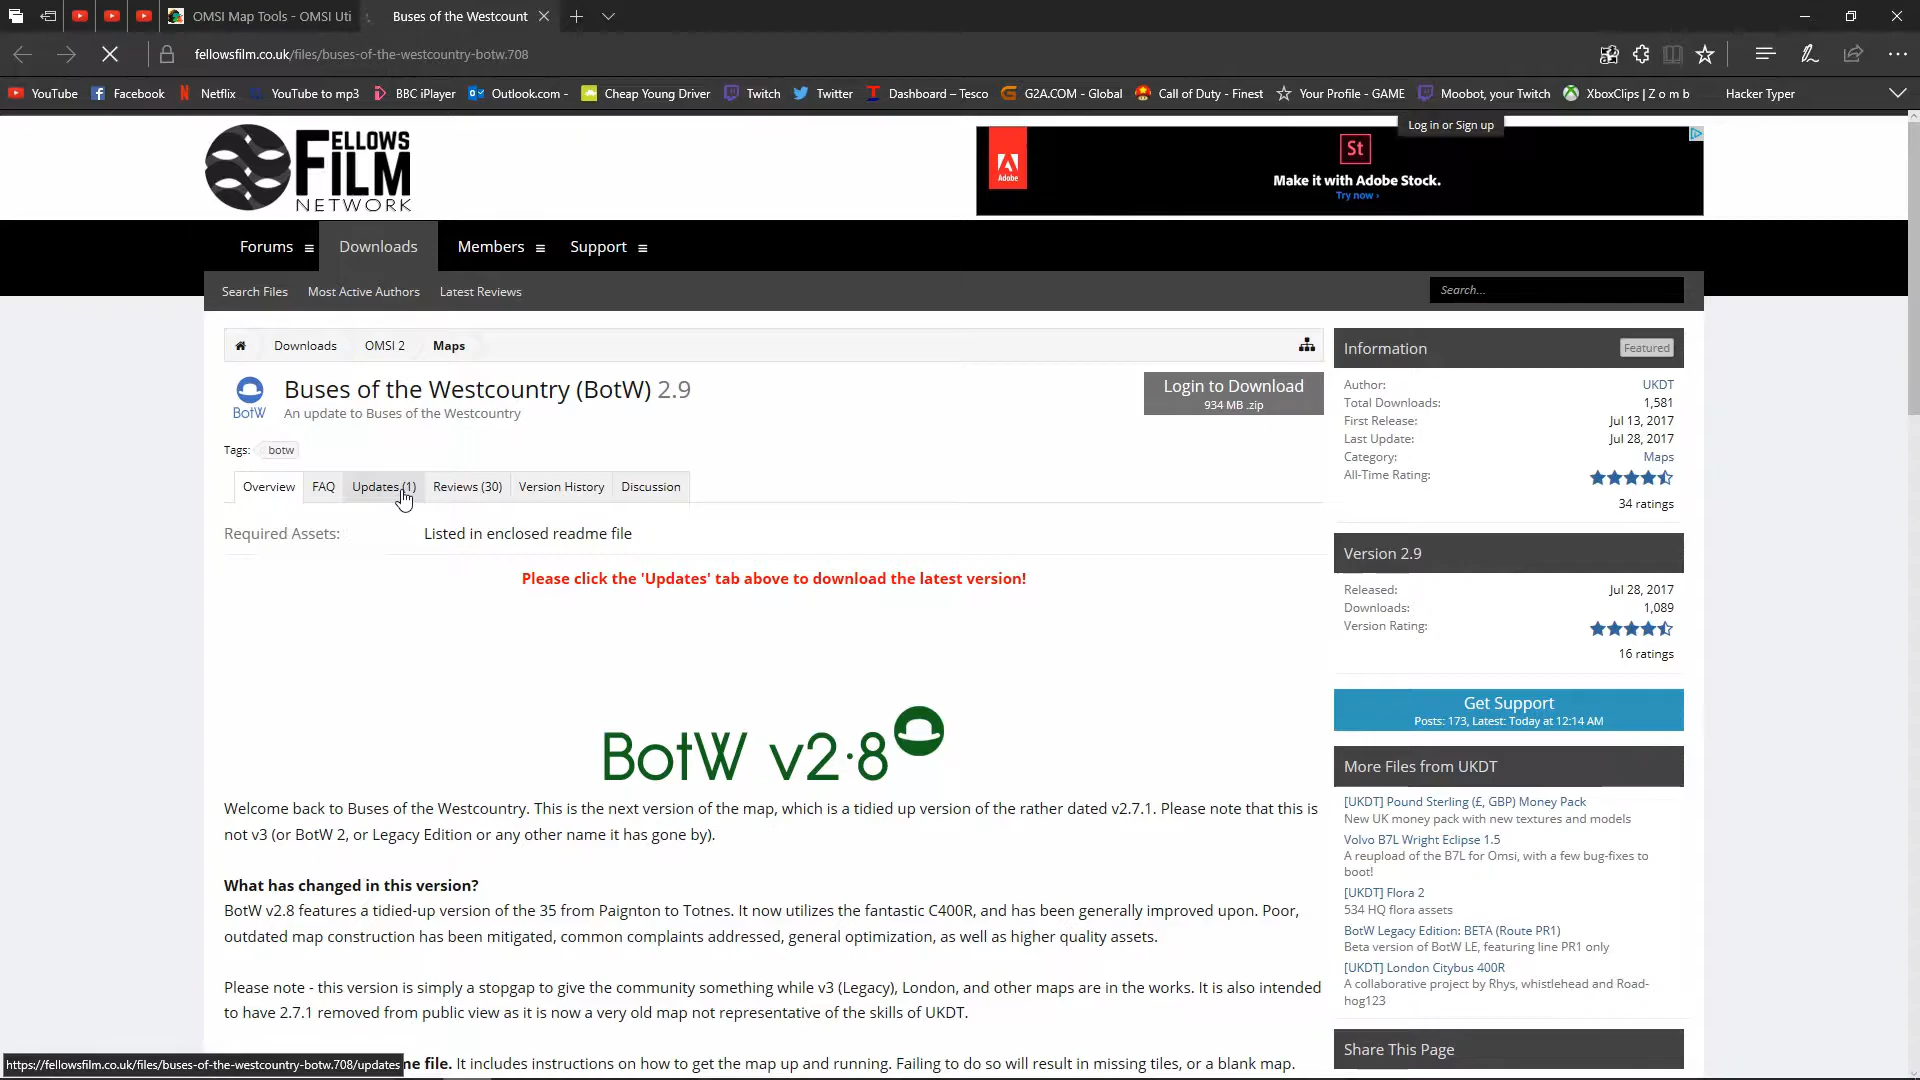 OMSI Map Tools - OMSI Uti
Buses of the Westcount
fellowsfilm.co.uk/files/buses-of-the-westcountry-botw.708
YouTube
Facebook
Netflix
YouTube to mp3
BBC iPlayer
Outlook.com -
Cheap Young Driver
Twitch
Twitter
Dashboard – Tesco
G2A.COM - Global
Call of Duty - Finest
Your Profile - GAME
Moobot, your Twitch
XboxClips | Z o m b
Hacker Typer
Log in or Sign up
FELLOWS
FILM
NETWORK
Adobe
St
Make it with Adobe Stock.
Try now ›
Forums
Downloads
Members
Support
Search Files
Most Active Authors
Latest Reviews
Search...
Downloads
OMSI 2
Maps
BotW
Buses of the Westcountry (BotW) 2.9
An update to Buses of the Westcountry
Login to Download
934 MB .zip
Tags:
botw
Overview
FAQ
Updates (1)
Reviews (30)
Version History
Discussion
Required Assets:
Listed in enclosed readme file
Please click the 'Updates' tab above to download the latest version!
BotW v2·8
Welcome back to Buses of the Westcountry. This is the next version of the map, which is a tidied up version of the rather dated v2.7.1. Please note that this is
not v3 (or BotW 2, or Legacy Edition or any other name it has gone by).
What has changed in this version?
BotW v2.8 features a tidied-up version of the 35 from Paignton to Totnes. It now utilizes the fantastic C400R, and has been generally improved upon. Poor,
outdated map construction has been mitigated, common complaints addressed, general optimization, as well as higher quality assets.
Please note - this version is simply a stopgap to give the community something while v3 (Legacy), London, and other maps are in the works. It is also intended
to have 2.7.1 removed from public view as it is now a very old map not representative of the skills of UKDT.
me file. It includes instructions on how to get the map up and running. Failing to do so will result in missing tiles, or a blank map.
https://fellowsfilm.co.uk/files/buses-of-the-westcountry-botw.708/updates
Information
Featured
Author:
UKDT
Total Downloads:
1,581
First Release:
Jul 13, 2017
Last Update:
Jul 28, 2017
Category:
Maps
All-Time Rating:
34 ratings
Version 2.9
Released:
Jul 28, 2017
Downloads:
1,089
Version Rating:
16 ratings
Get Support
Posts: 173, Latest: Today at 12:14 AM
More Files from UKDT
[UKDT] Pound Sterling (£, GBP) Money Pack
New UK money pack with new textures and models
Volvo B7L Wright Eclipse 1.5
A reupload of the B7L for Omsi, with a few bug-fixes to
boot!
[UKDT] Flora 2
534 HQ flora assets
BotW Legacy Edition: BETA (Route PR1)
Beta version of BotW LE, featuring line PR1 only
[UKDT] London Citybus 400R
A collaborative project by Rhys, whistlehead and Road-
hog123
Share This Page